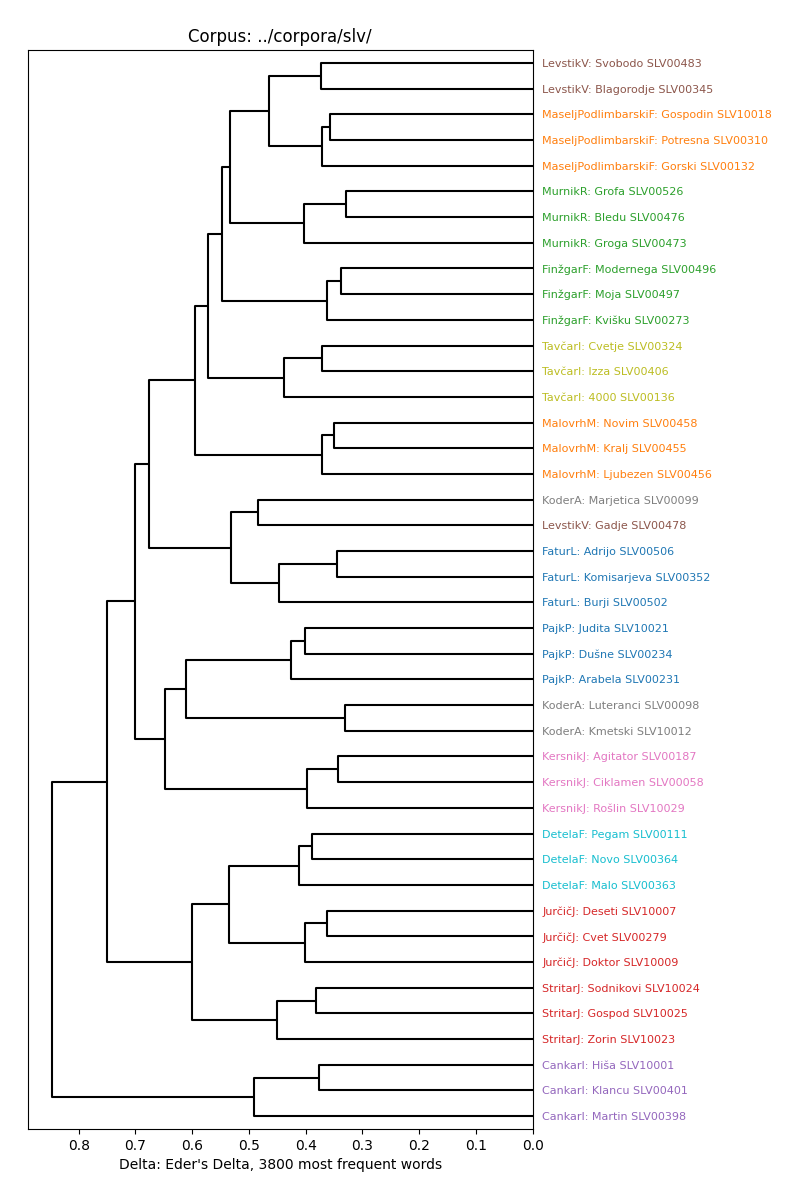 Corpus: ../corpora/slv/
LevstikV: Svobodo SLV00483
LevstikV: Blagorodje SLV00345
MaseljPodlimbarskiF: Gospodin SLV10018
MaseljPodlimbarskiF: Potresna SLV00310
MaseljPodlimbarskiF: Gorski SLV00132
MurnikR: Grofa SLV00526
MurnikR: Bledu SLV00476
MurnikR: Groga SLV00473
FinžgarF: Modernega SLV00496
FinžgarF: Moja SLV00497
FinžgarF: Kvišku SLV00273
TavčarI: Cvetje SLV00324
TavčarI: Izza SLV00406
TavčarI: 4000 SLV00136
MalovrhM: Novim SLV00458
MalovrhM: Kralj SLV00455
MalovrhM: Ljubezen SLV00456
KoderA: Marjetica SLV00099
LevstikV: Gadje SLV00478
FaturL: Adrijo SLV00506
FaturL: Komisarjeva SLV00352
FaturL: Burji SLV00502
PajkP: Judita SLV10021
PajkP: Dušne SLV00234
PajkP: Arabela SLV00231
KoderA: Luteranci SLV00098
KoderA: Kmetski SLV10012
KersnikJ: Agitator SLV00187
KersnikJ: Ciklamen SLV00058
KersnikJ: Rošlin SLV10029
DetelaF: Pegam SLV00111
DetelaF: Novo SLV00364
DetelaF: Malo SLV00363
JurčičJ: Deseti SLV10007
JurčičJ: Cvet SLV00279
JurčičJ: Doktor SLV10009
StritarJ: Sodnikovi SLV10024
StritarJ: Gospod SLV10025
StritarJ: Zorin SLV10023
CankarI: Hiša SLV10001
CankarI: Klancu SLV00401
CankarI: Martin SLV00398
0.8 0.7 0.6 0.5 0.4 0.3 0.2 0.1 0.0
Delta: Eder's Delta, 3800 most frequent words